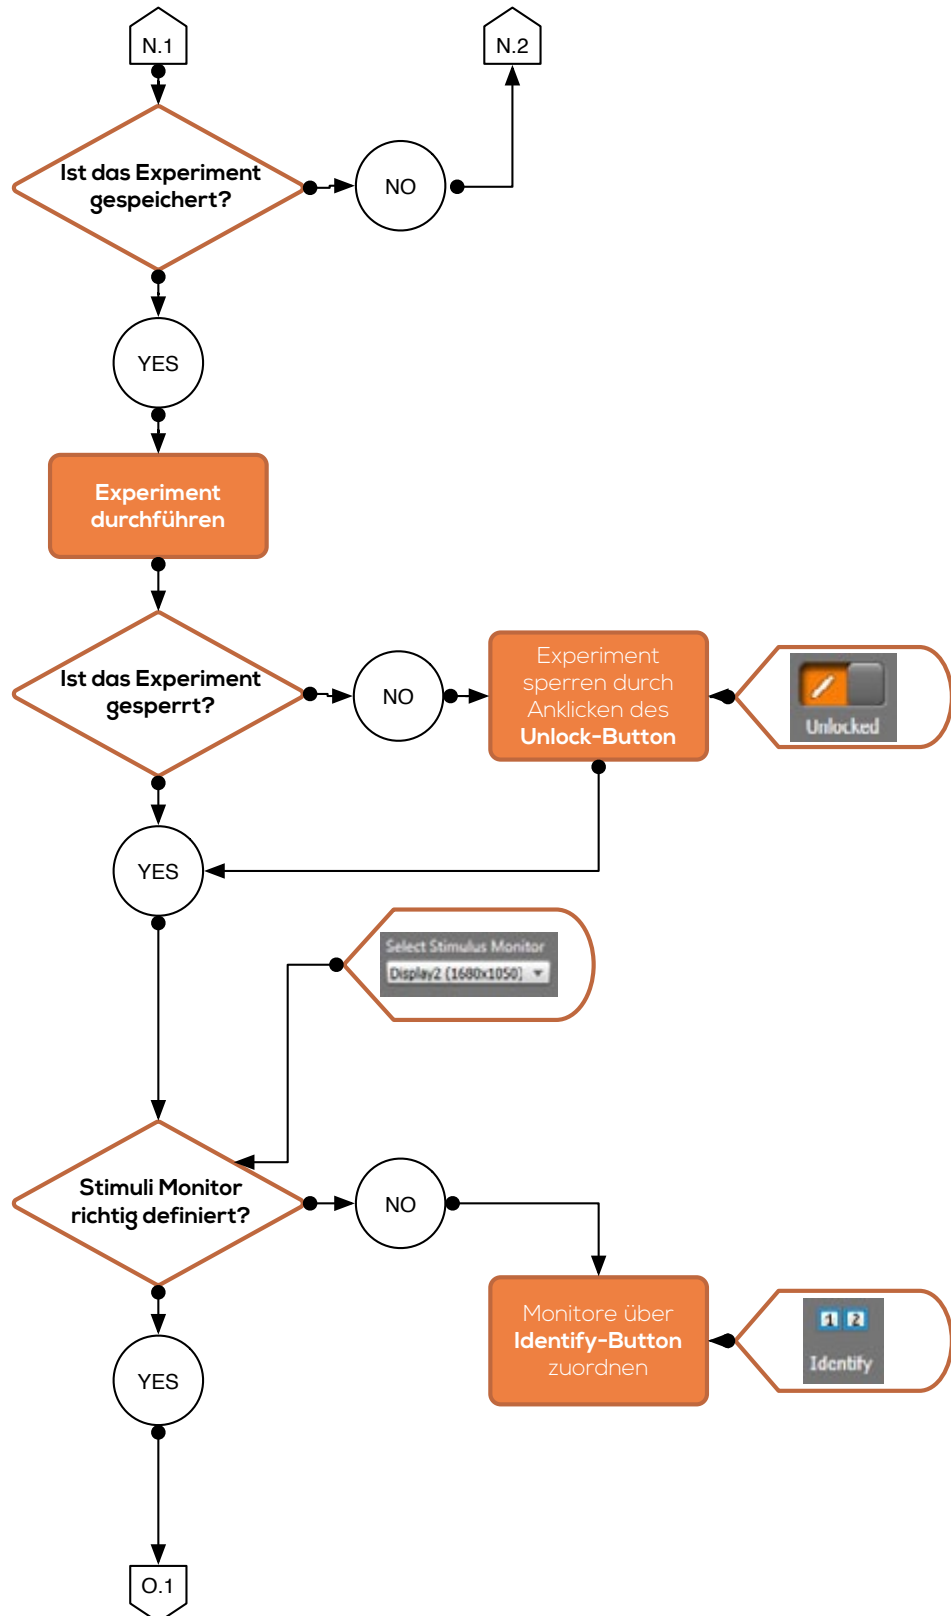 N.1
N.2
Ist das Experiment
gespeichert?
NO
YES
Experiment
durchführen
Ist das Experiment
gesperrt?
NO
Experiment
sperren durch
Anklicken des
Unlock-Button
Unlocked
YES
Select Stimulus Monitor
Display2 (1680x1050)
Stimuli Monitor
richtig definiert?
NO
Monitore über
Identify-Button
zuordnen
1 2
Identify
YES
O.1